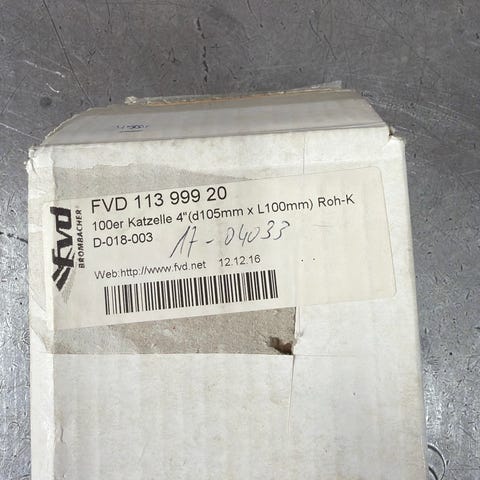 fvd
BROMBACHER
FVD 113 999 20
100er Katzelle 4"(d105mm x L100mm) Roh-K
D-018-003
17-04033
Web:http://www.fvd.net 12.12.16